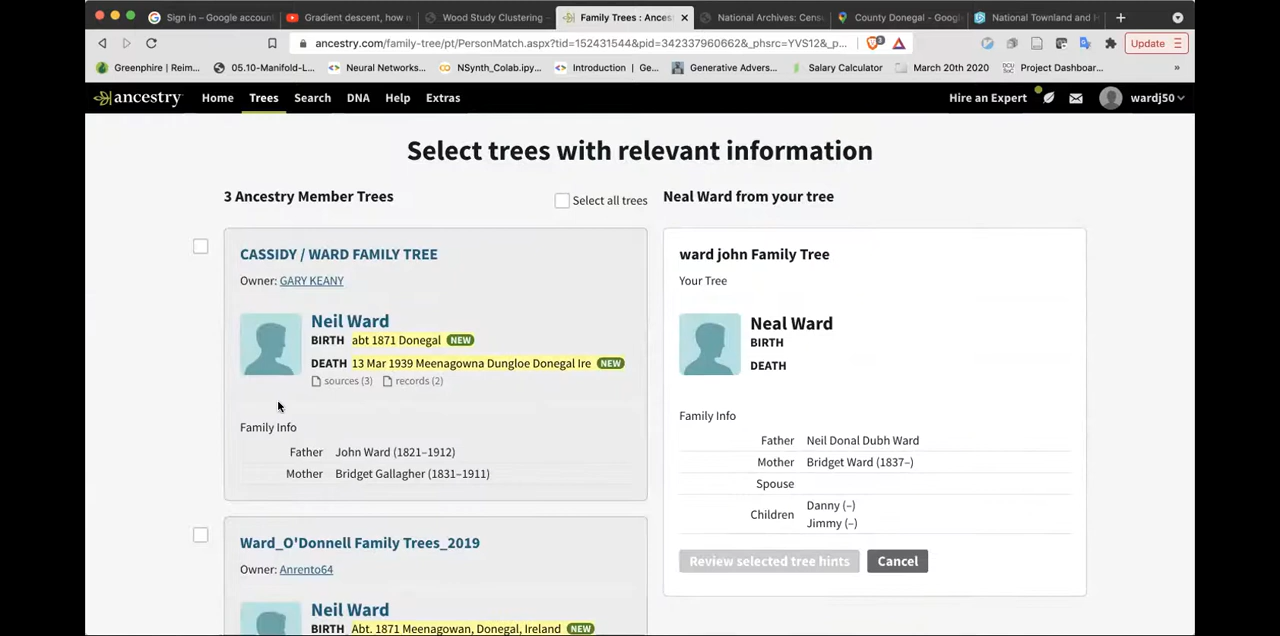 Sign in – Google accoun
Gradient descent, how n
Wood Study Clustering -
Family Trees : Ances
National Archives: Cens
County Donegal - Googl
National Townland and H
ancestry.com/family-tree/pt/PersonMatch.aspx?tid=152431544&pid=342337960662&_phsrc=YVS12&_p...
3
Update
Greenphire | Reim...
05.10-Manifold-L...
Neural Networks...
NSynth_Colab.ipy...
Introduction | Ge...
Generative Advers...
Salary Calculator
March 20th 2020
Project Dashboar...
»
ancestry
Home
Trees
Search
DNA
Help
Extras
Hire an Expert
wardj50
Select trees with relevant information
3 Ancestry Member Trees
Select all trees
CASSIDY / WARD FAMILY TREE
Owner: GARY KEANY
Neil Ward
BIRTH abt 1871 Donegal NEW
DEATH 13 Mar 1939 Meenagowna Dungloe Donegal Ire NEW
sources (3) records (2)
Family Info
Father John Ward (1821–1912)
Mother Bridget Gallagher (1831–1911)
Ward_O'Donnell Family Trees_2019
Owner: Anrento64
Neil Ward
BIRTH Abt. 1871 Meenagowan, Donegal, Ireland NEW
Neal Ward from your tree
ward john Family Tree
Your Tree
Neal Ward
BIRTH
DEATH
Family Info
Father Neil Donal Dubh Ward
Mother Bridget Ward (1837–)
Spouse
Children Danny (–)
Jimmy (–)
Review selected tree hints
Cancel